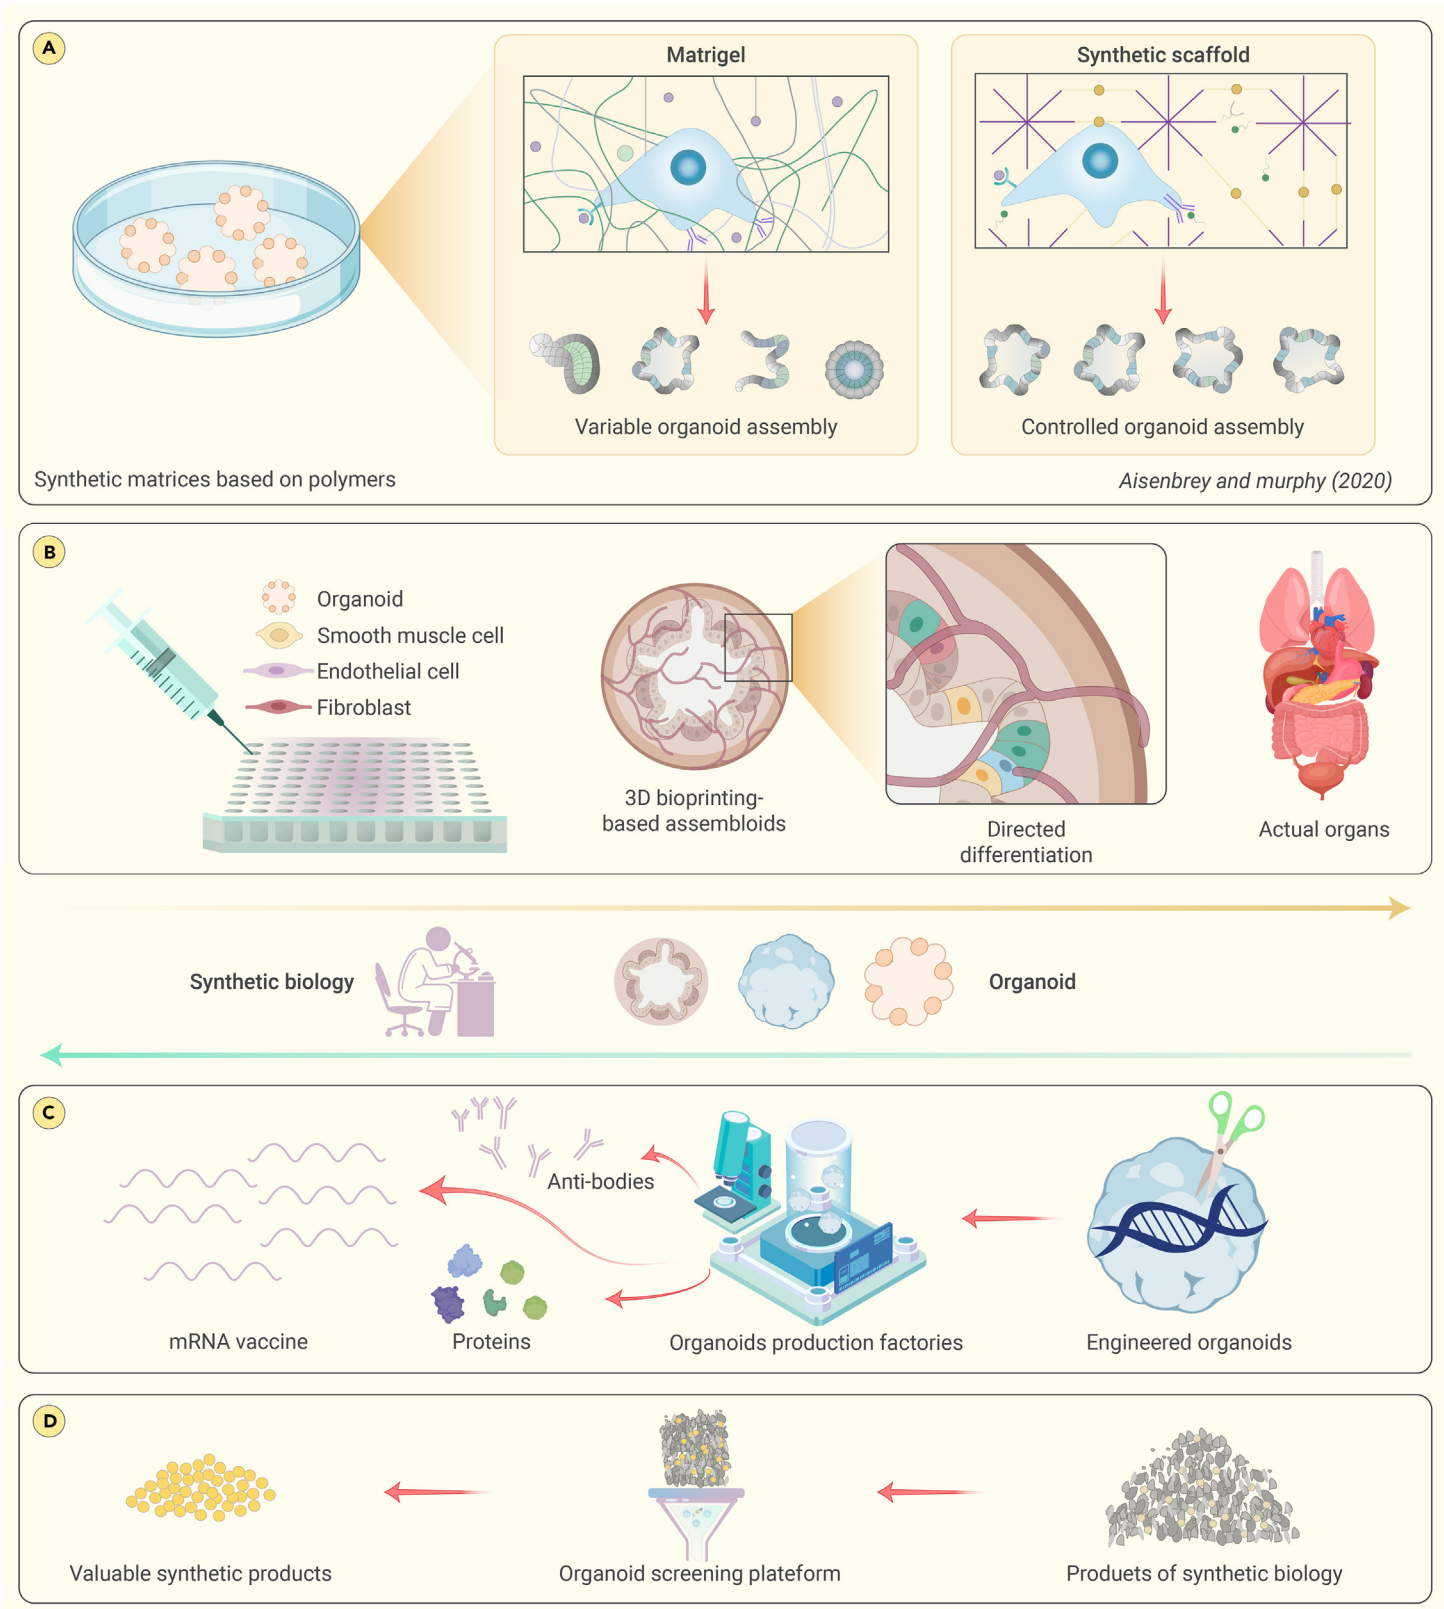 A
Matrigel
Synthetic scaffold
Variable organoid assembly
Controlled organoid assembly
Synthetic matrices based on polymers
Aisenbrey and murphy (2020)
B
Organoid
Smooth muscle cell
Endothelial cell
Fibroblast
3D bioprinting-
based assembloids
Directed
differentiation
Actual organs
Synthetic biology
Organoid
C
Anti-bodies
mRNA vaccine
Proteins
Organoids production factories
Engineered organoids
D
Valuable synthetic products
Organoid screening plateform
Produets of synthetic biology